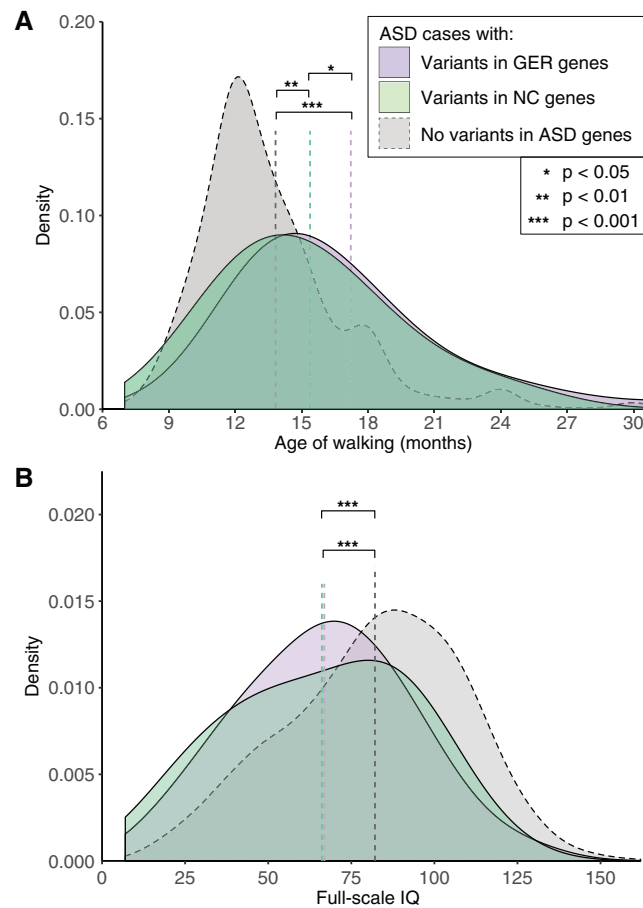 A
0.20
0.15
0.10
0.05
0.00
Density
6 9 12 15 18 21 24 27 30
Age of walking (months)
** * ***
ASD cases with:
Variants in GER genes
Variants in NC genes
No variants in ASD genes
* p < 0.05
** p < 0.01
*** p < 0.001
B
0.020
0.015
0.010
0.005
0.000
Density
0 25 50 75 100 125 150
Full-scale IQ
***
***